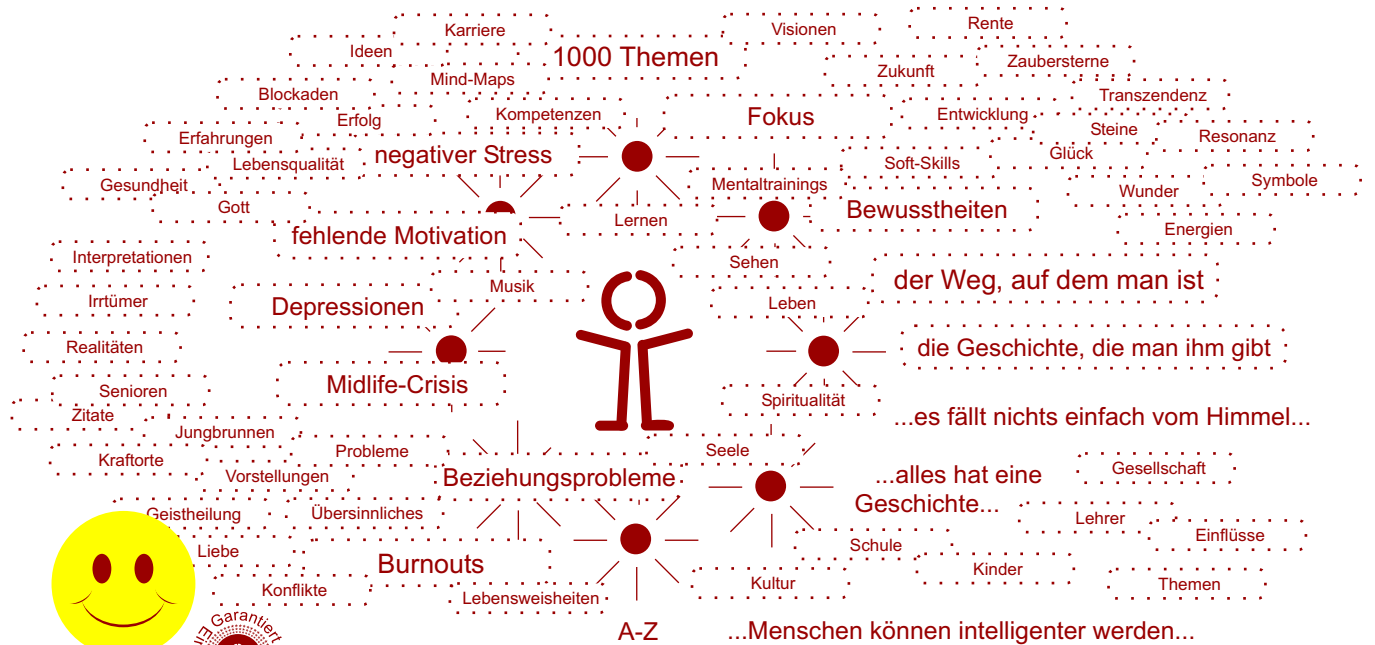 Karriere
Visionen
Rente
Ideen
1000 Themen
Zukunft
Zaubersterne
Mind-Maps
Blockaden
Transzendenz
Erfolg
Kompetenzen
Fokus
Entwicklung
Erfahrungen
Steine
Resonanz
Lebensqualität
negativer Stress
Soft-Skills
Glück
Gesundheit
Mentaltrainings
Wunder
Symbole
Gott
Lernen
Bewusstheiten
Energien
fehlende Motivation
Interpretationen
Sehen
der Weg, auf dem man ist
Musik
Irrtümer
Depressionen
Leben
Realitäten
die Geschichte, die man ihm gibt
Senioren
Midlife-Crisis
Spiritualität
Zitate
...es fällt nichts einfach vom Himmel...
Jungbrunnen
Probleme
Seele
Kraftorte
Vorstellungen
Beziehungsprobleme
...alles hat eine
Geschichte...
Gesellschaft
Geistheilung
Übersinnliches
Lehrer
Einflüsse
Liebe
Burnouts
Schule
Kinder
Konflikte
Lebensweisheiten
Kultur
Themen
Garantiert
A-Z
...Menschen können intelligenter werden...